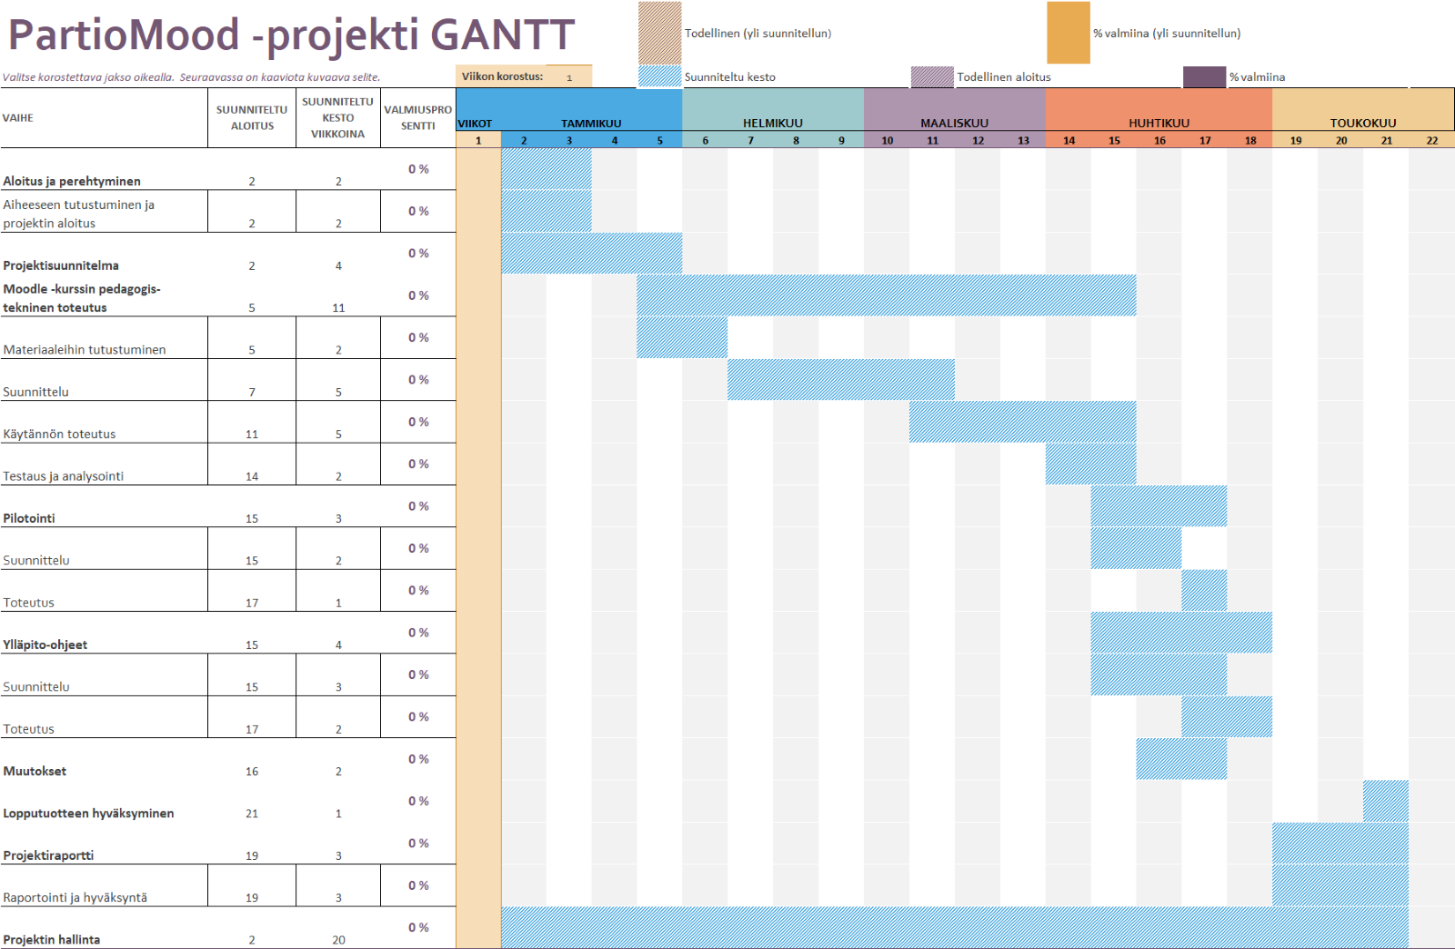 PartioMood -projekti GANTT
Todellinen (yli suunnitellun)
% valmiina (yli suunnitellun)
Valitse korostettava jakso oikealla. Seuraavassa on kaaviota kuvaava selite.
Viikon korostus: 1
Suunniteltu kesto
Todellinen aloitus
% valmiina
VAIHE
SUUNNITELTU
ALOITUS
SUUNNITELTU
KESTO
VIIKKOINA
VALMIUSPRO
SENTTI
VIIKOT TAMMIKUU HELMIKUU MAALISKUU HUHTIKUU TOUKOKUU
1 2 3 4 5 6 7 8 9 10 11 12 13 14 15 16 17 18 19 20 21 22
Aloitus ja perehtyminen 2 2 0 %
Aiheeseen tutustuminen ja
projektin aloitus 2 2 0 %
Projektisuunnitelma 2 4 0 %
Moodle -kurssin pedagogis-
tekninen toteutus 5 11 0 %
Materiaaleihin tutustuminen 5 2 0 %
Suunnittelu 7 5 0 %
Käytännön toteutus 11 5 0 %
Testaus ja analysointi 14 2 0 %
Pilotointi 15 3 0 %
Suunnittelu 15 2 0 %
Toteutus 17 1 0 %
Ylläpito-ohjeet 15 4 0 %
Suunnittelu 15 3 0 %
Toteutus 17 2 0 %
Muutokset 16 2 0 %
Lopputuotteen hyväksyminen 21 1 0 %
Projektiraportti 19 3 0 %
Raportointi ja hyväksyntä 19 3 0 %
Projektin hallinta 2 20 0 %